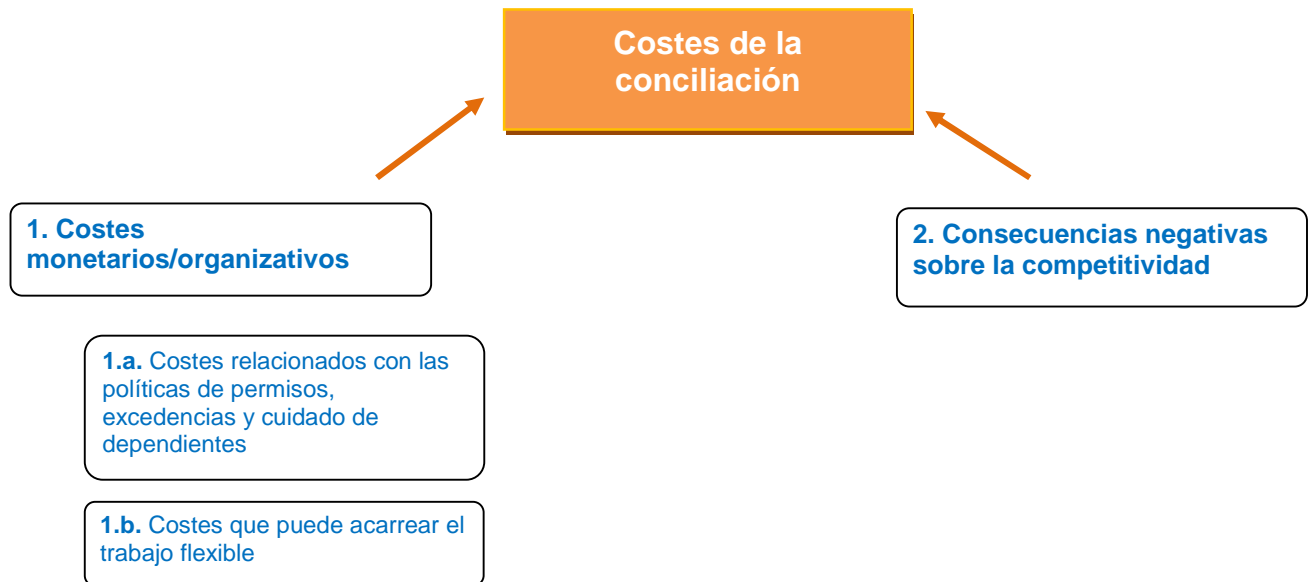 Costes de la
conciliación
1. Costes
monetarios/organizativos
2. Consecuencias negativas
sobre la competitividad
1.a. Costes relacionados con las
políticas de permisos,
excedencias y cuidado de
dependientes
1.b. Costes que puede acarrear el
trabajo flexible